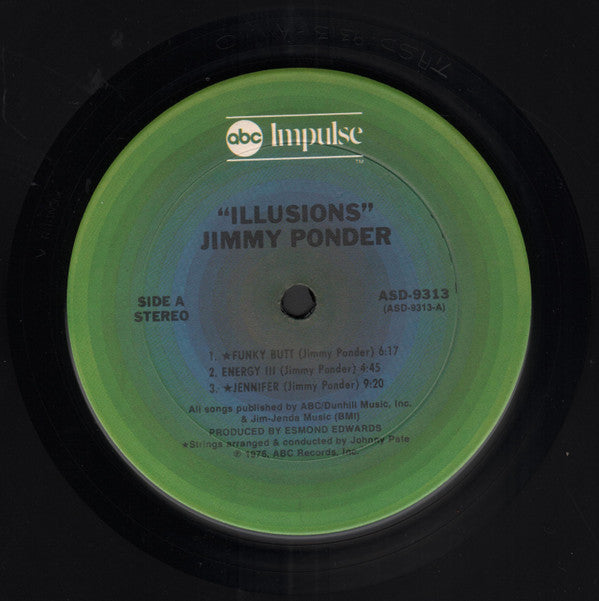 abc Impulse
TM
"ILLUSIONS"
JIMMY PONDER
SIDE A
STEREO
ASD-9313
(ASD-9313-A)
1. ★FUNKY BUTT (Jimmy Ponder) 6:17
2. ENERGY III (Jimmy Ponder) 4:45
3. ★JENNIFER (Jimmy Ponder) 9:20
All songs published by ABC/Dunhill Music, Inc.
& Jim-Jenda Music (BMI)
PRODUCED BY ESMOND EDWARDS
★Strings arranged & conducted by Johnny Pate
℗ 1976, ABC Records, Inc.